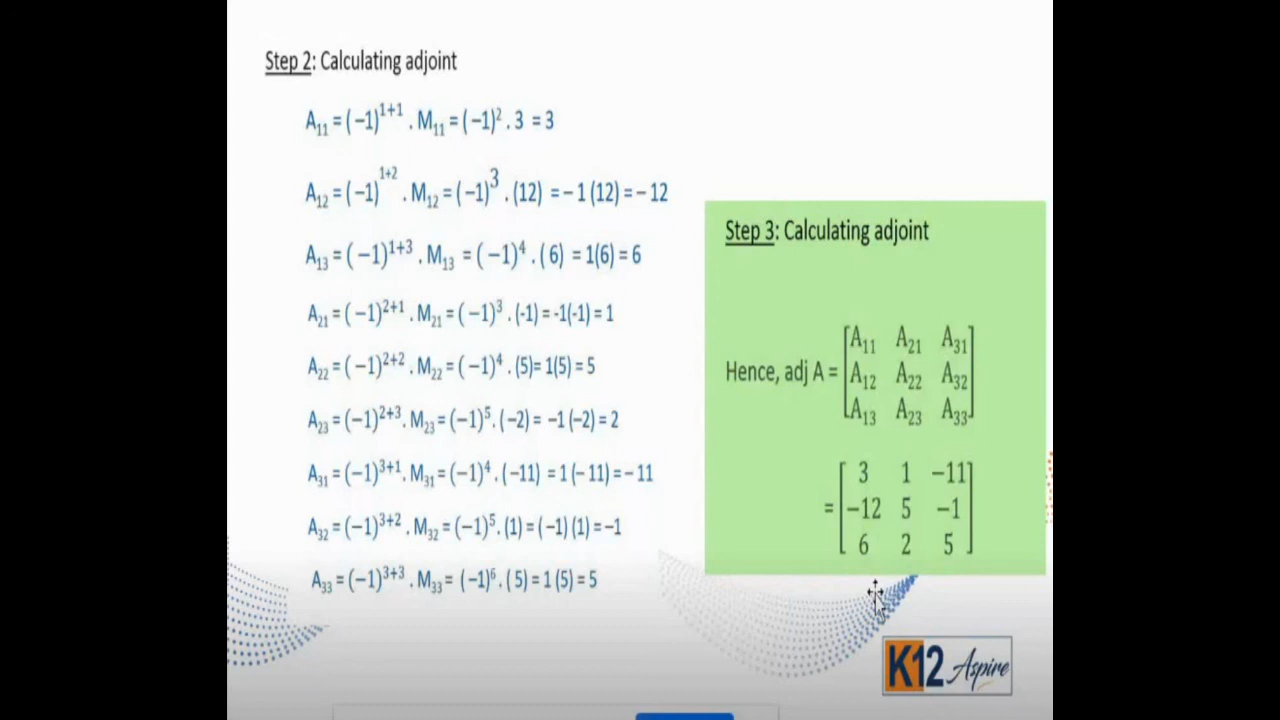 Step 2: Calculating adjoint
A₁₁ = (−1)¹⁺¹ . M₁₁ = (−1)² . 3 = 3
A₁₂ = (−1)¹⁺² . M₁₂ = (−1)³ . (12) = − 1 (12) = − 12
A₁₃ = (−1)¹⁺³ . M₁₃ = (−1)⁴ . ( 6) = 1(6) = 6
A₂₁ = (−1)²⁺¹ . M₂₁ = (−1)³ . (-1) = -1(-1) = 1
A₂₂ = (−1)²⁺² . M₂₂ = (−1)⁴ . (5)= 1(5) = 5
A₂₃ = (−1)²⁺³ . M₂₃ = (−1)⁵ . (−2) = −1 (−2) = 2
A₃₁ = (−1)³⁺¹ . M₃₁ = (−1)⁴ . (−11) = 1 (− 11) = − 11
A₃₂ = (−1)³⁺² . M₃₂ = (−1)⁵ . (1) = (−1) (1) = −1
A₃₃ = (−1)³⁺³ . M₃₃ = (−1)⁶ . ( 5) = 1 (5) = 5
Step 3: Calculating adjoint
A₁₁ A₂₁ A₃₁
Hence, adj A = A₁₂ A₂₂ A₃₂
A₁₃ A₂₃ A₃₃
3 1 −11
= −12 5 −1
6 2 5
K12 Aspire